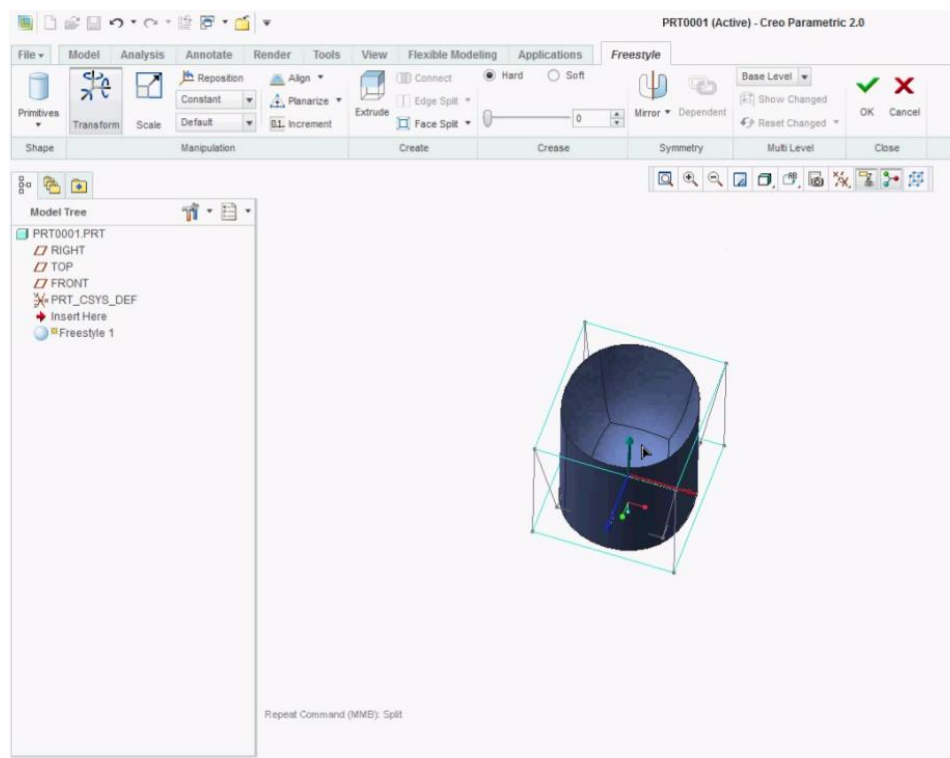 PRT0001 (Active) - Creo Parametric 2.0
File Model Analysis Annotate Render Tools View Flexible Modeling Applications Freestyle
Primitives
Transform
Scale
Reposition
Constant
Default
Align
Planarize
0.1. Increment
Extrude
Connect
Edge Split
Face Split
Hard Soft
0
Mirror
Dependent
Base Level
Show Changed
Reset Changed
OK
Cancel
Shape Manipulation Create Crease Symmetry Multi Level Close
Model Tree
PRT0001.PRT
RIGHT
TOP
FRONT
PRT_CSYS_DEF
Insert Here
Freestyle 1
Repeat Command (MMB): Split